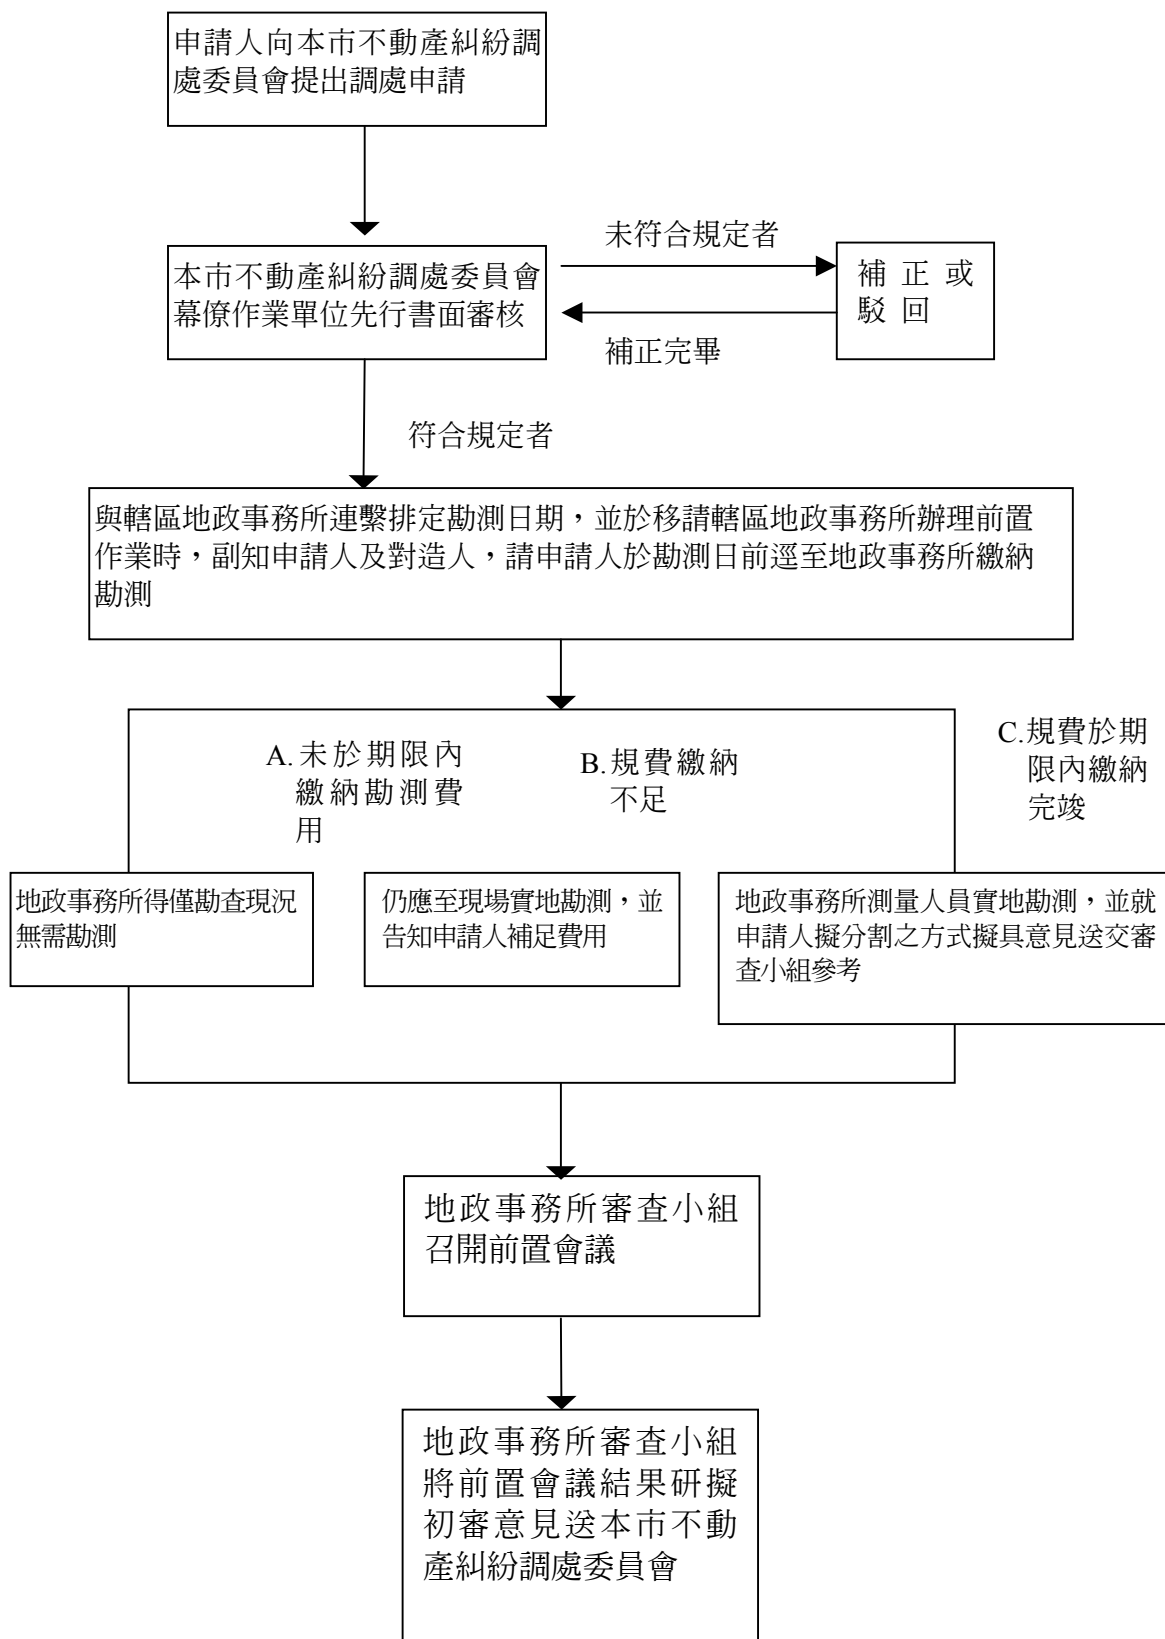 申請人向本市不動產糾紛調
處委員會提出調處申請
未符合規定者
本市不動產糾紛調處委員會
幕僚作業單位先行書面審核
補正或
駁回
補正完畢
符合規定者
與轄區地政事務所連繫排定勘測日期，並於移請轄區地政事務所辦理前置
作業時，副知申請人及對造人，請申請人於勘測日前逕至地政事務所繳納
勘測
A.未於期限內
繳納勘測費
用
B.規費繳納
不足
C.規費於期
限內繳納
完竣
地政事務所得僅勘查現況
無需勘測
仍應至現場實地勘測，並
告知申請人補足費用
地政事務所測量人員實地勘測，並就
申請人擬分割之方式擬具意見送交審
查小組參考
地政事務所審查小組
召開前置會議
地政事務所審查小組
將前置會議結果研擬
初審意見送本市不動
產糾紛調處委員會